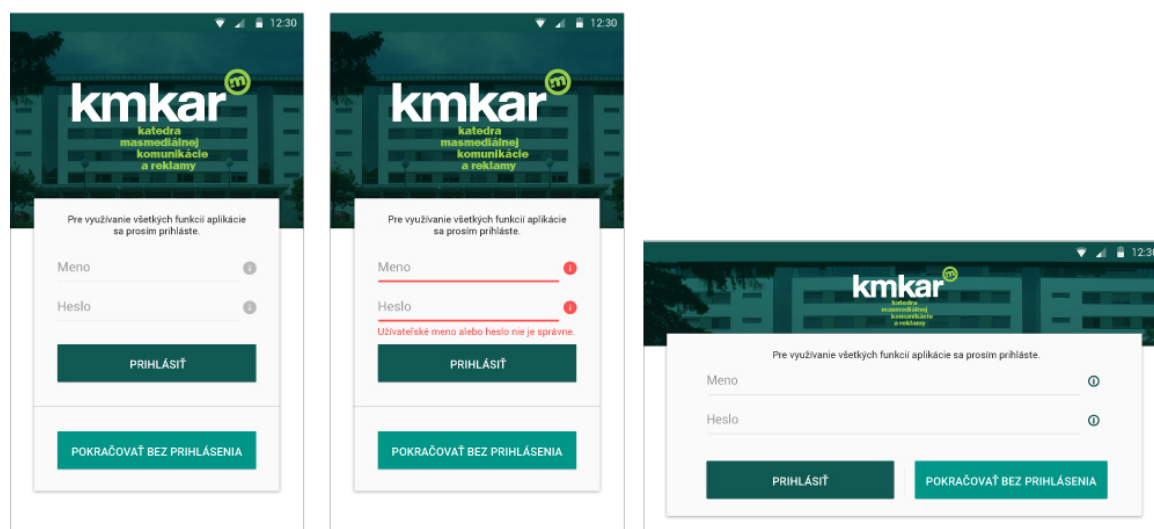 12:30
m
kmkar
katedra
masmediálnej
komunikácie
a reklamy
Pre využívanie všetkých funkcií aplikácie
sa prosím prihláste.
Meno
Heslo
PRIHLÁSIŤ
POKRAČOVAŤ BEZ PRIHLÁSENIA
12:30
m
kmkar
katedra
masmediálnej
komunikácie
a reklamy
Pre využívanie všetkých funkcií aplikácie
sa prosím prihláste.
Meno
Heslo
Užívateľské meno alebo heslo nie je správne.
PRIHLÁSIŤ
POKRAČOVAŤ BEZ PRIHLÁSENIA
12:30
m
kmkar
katedra
masmediálnej
komunikácie
a reklamy
Pre využívanie všetkých funkcií aplikácie sa prosím prihláste.
Meno
Heslo
PRIHLÁSIŤ
POKRAČOVAŤ BEZ PRIHLÁSENIA